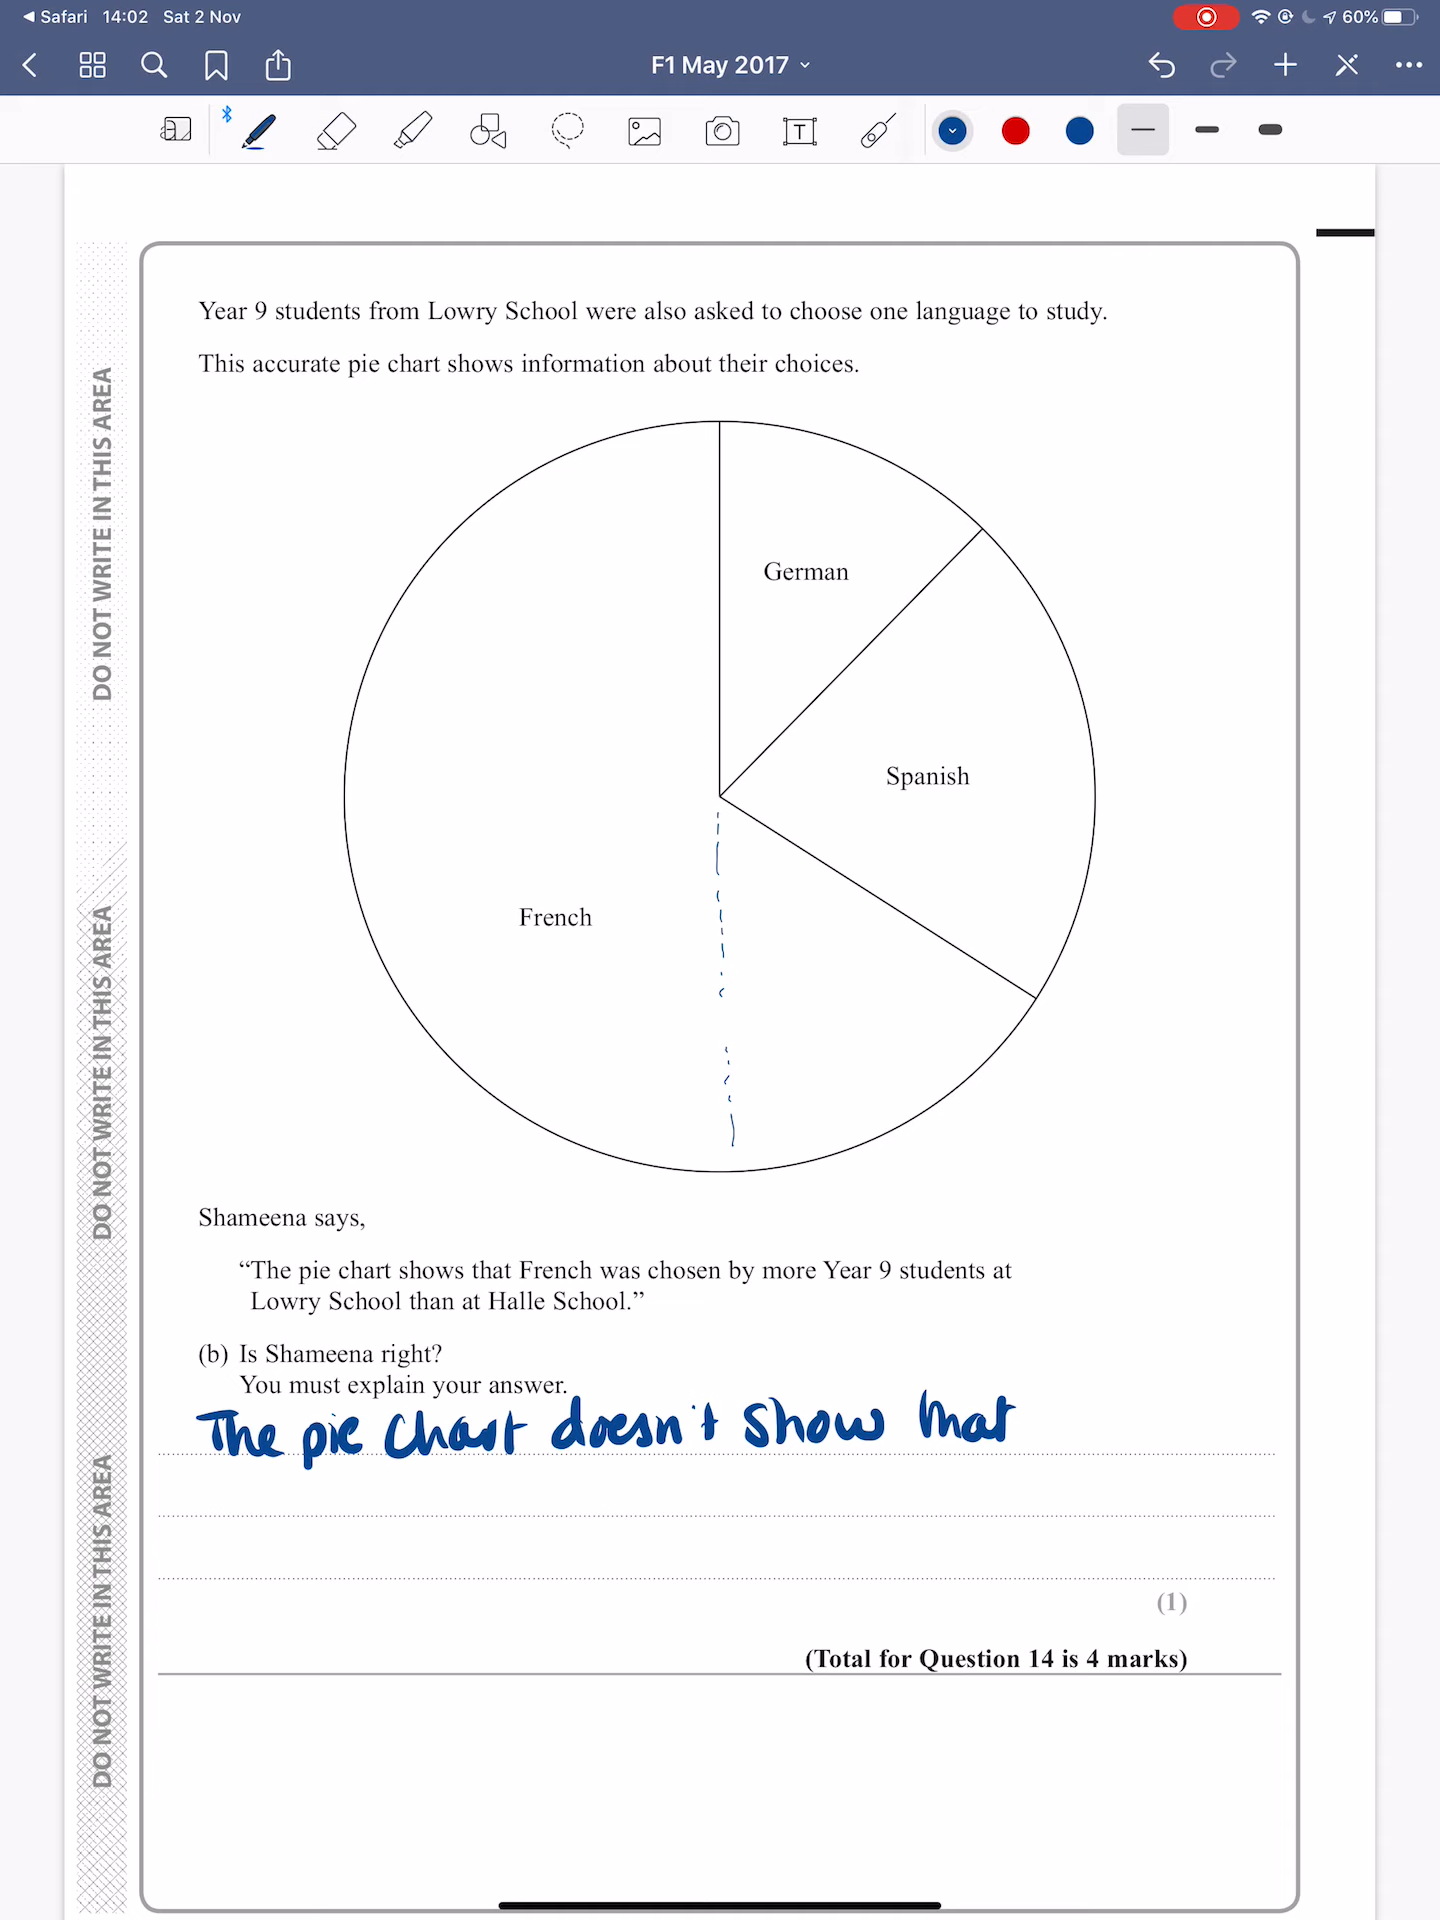 Safari 14:02 Sat 2 Nov 60%
F1 May 2017
T
Year 9 students from Lowry School were also asked to choose one language to study.
This accurate pie chart shows information about their choices.
German
Spanish
French
Shameena says,
“The pie chart shows that French was chosen by more Year 9 students at
Lowry School than at Halle School.”
(b) Is Shameena right?
You must explain your answer.
The pie chart doesn't show that
(1)
(Total for Question 14 is 4 marks)
DO NOT WRITE IN THIS AREA
DO NOT WRITE IN THIS AREA
DO NOT WRITE IN THIS AREA